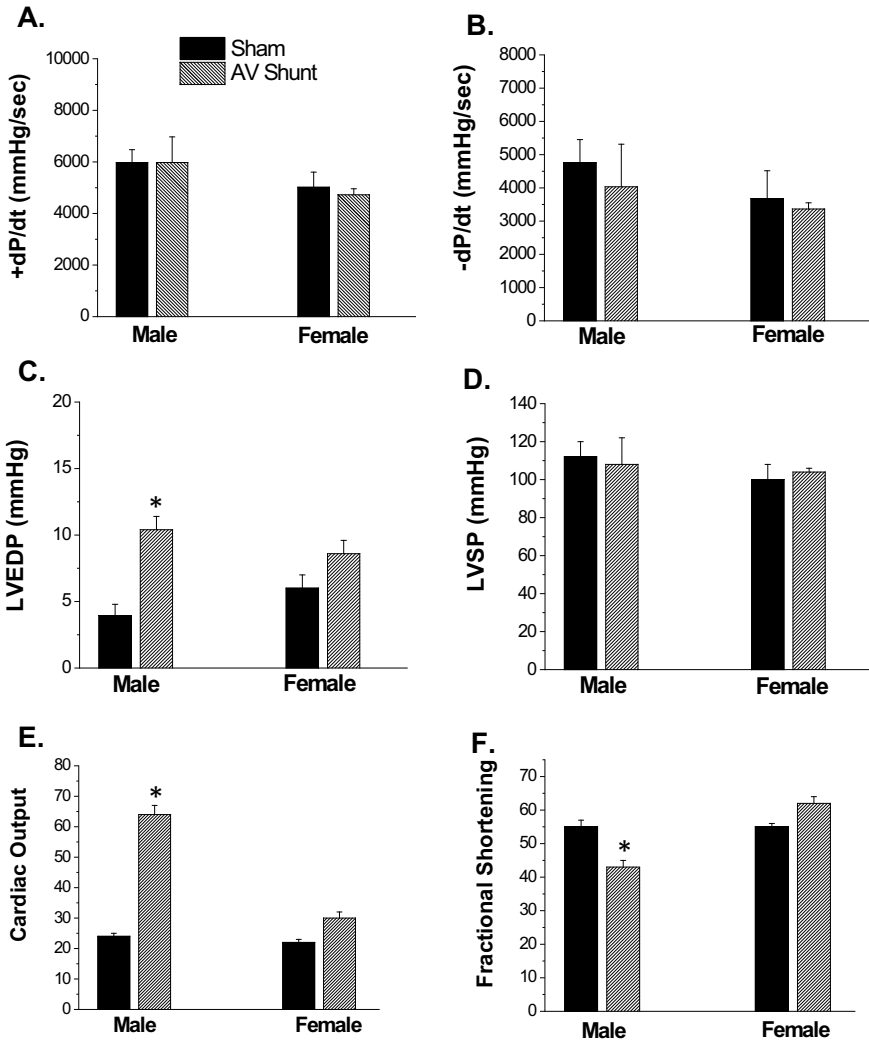 A.
Sham
AV Shunt
+dP/dt (mmHg/sec)
10000
8000
6000
4000
2000
0
Male
Female
B.
-dP/dt (mmHg/sec)
8000
7000
6000
5000
4000
3000
2000
1000
0
Male
Female
C.
LVEDP (mmHg)
20
15
10
5
0
*
Male
Female
D.
LVSP (mmHg)
140
120
100
80
60
40
20
0
Male
Female
E.
Cardiac Output
80
70
60
50
40
30
20
10
0
*
Male
Female
F.
Fractional Shortening
70
60
50
40
30
20
10
0
*
Male
Female